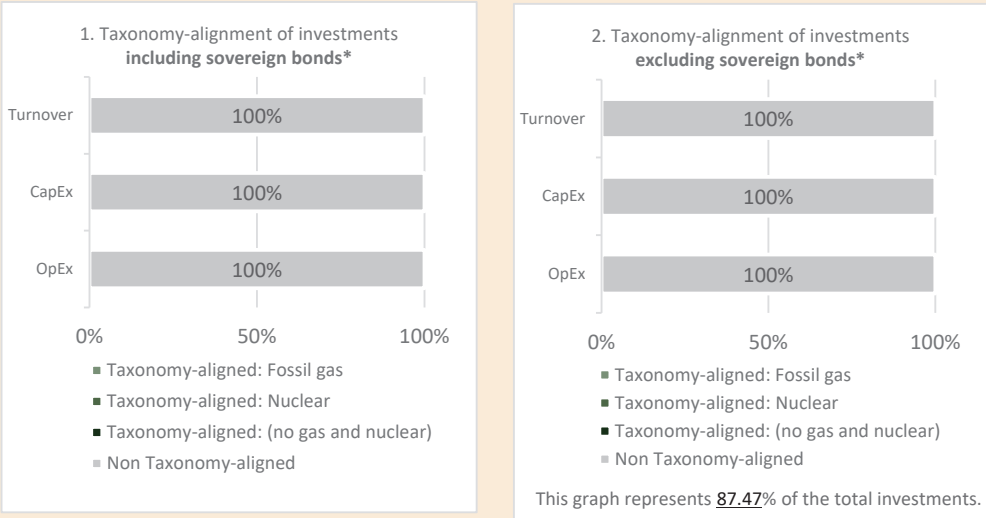 1. Taxonomy-alignment of investments
including sovereign bonds*
Turnover
100%
CapEx
100%
OpEx
100%
0%
50%
100%
Taxonomy-aligned: Fossil gas
Taxonomy-aligned: Nuclear
Taxonomy-aligned: (no gas and nuclear)
Non Taxonomy-aligned
2. Taxonomy-alignment of investments
excluding sovereign bonds*
Turnover
100%
CapEx
100%
OpEx
100%
0%
50%
100%
Taxonomy-aligned: Fossil gas
Taxonomy-aligned: Nuclear
Taxonomy-aligned: (no gas and nuclear)
Non Taxonomy-aligned
This graph represents 87.47% of the total investments.